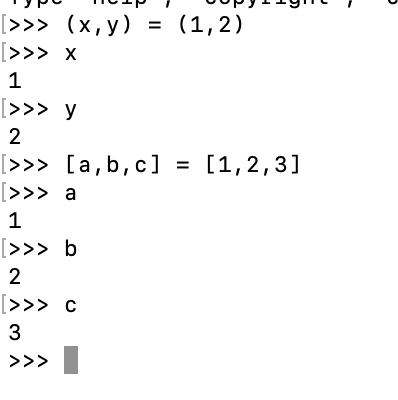 [>>> (x,y) = (1,2)
[>>> x
1
[>>> y
2
[>>> [a,b,c] = [1,2,3]
[>>> a
1
[>>> b
2
[>>> c
3
>>>